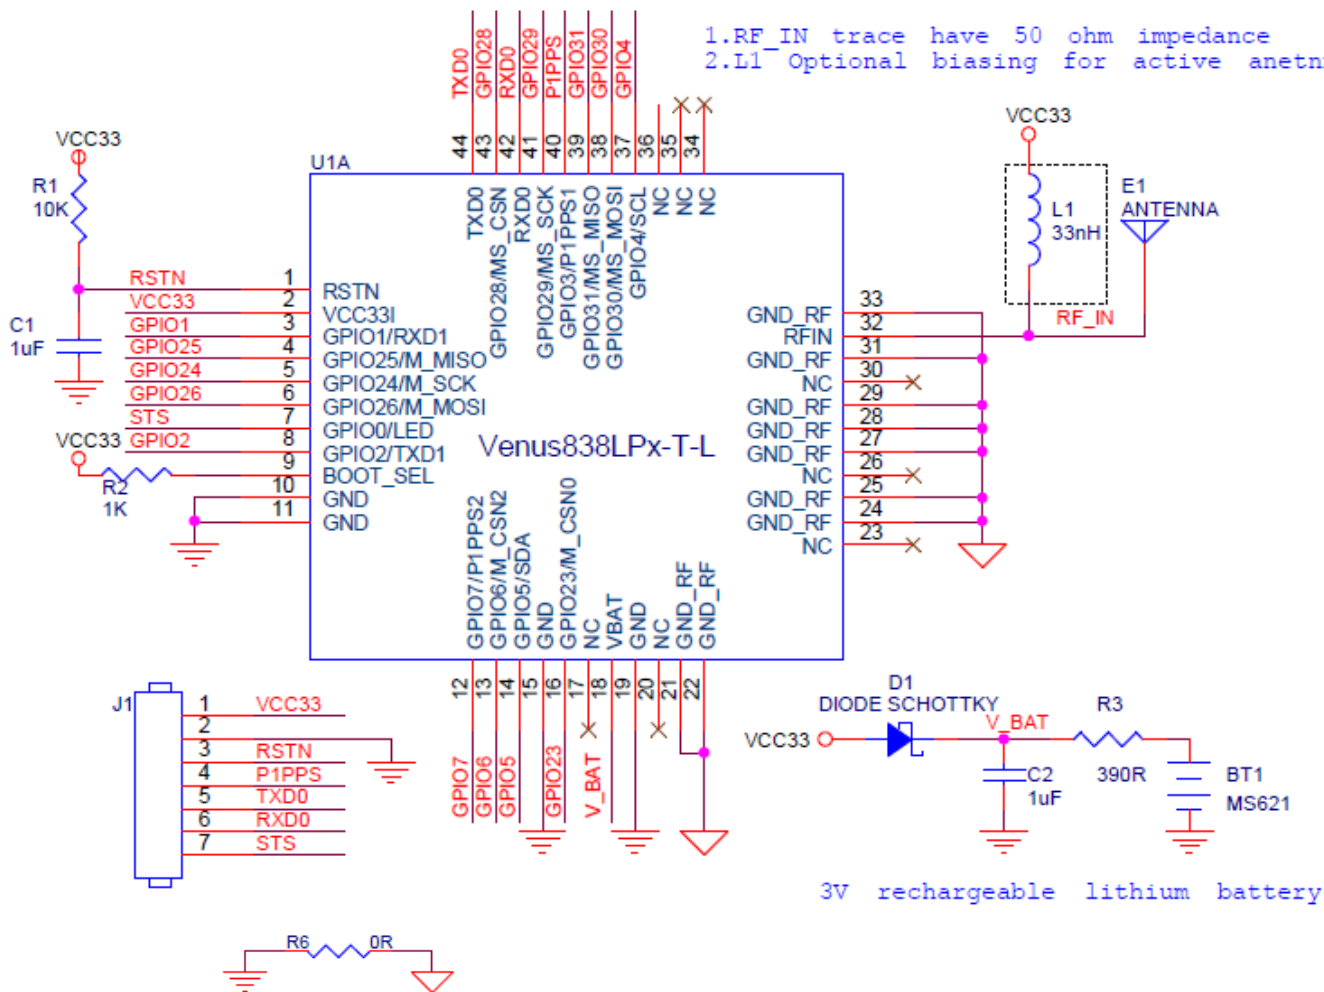 1.RF_IN trace have 50 ohm impedance
2.L1 Optional biasing for active anetn
TXD0
GPIO28
RXD0
GPIO29
P1PPS
GPIO31
GPIO30
GPIO4
44
43
42
41
40
39
38
37
36
35
34
U1A
TXD0
GPIO28/MS_CSN
RXD0
GPIO29/MS_SCK
GPIO3/P1PPS1
GPIO31/MS_MISO
GPIO30/MS_MOSI
GPIO4/SCL
NC
NC
NC
VCC33
R1
10K
C1
1uF
RSTN 1 RSTN
VCC33 2 VCC33I
GPIO1 3 GPIO1/RXD1
GPIO25 4 GPIO25/M_MISO
GPIO24 5 GPIO24/M_SCK
GPIO26 6 GPIO26/M_MOSI
STS 7 GPIO0/LED
GPIO2 8 GPIO2/TXD1
VCC33
R2
1K
9 BOOT_SEL
10 GND
11 GND
Venus838LPx-T-L
VCC33
L1
33nH
E1
ANTENNA
RF_IN
GND_RF 33
RFIN 32
GND_RF 31
NC 30
GND_RF 29
GND_RF 28
GND_RF 27
NC 26
GND_RF 25
GND_RF 24
NC 23
GPIO7/P1PPS2
GPIO6/M_CSN2
GPIO5/SDA
GND
GPIO23/M_CSN0
NC
VBAT
GND
NC
GND_RF
GND_RF
12
13
14
15
16
17
18
19
20
21
22
GPIO7
GPIO6
GPIO5
GPIO23
V_BAT
J1
1 VCC33
2
3 RSTN
4 P1PPS
5 TXD0
6 RXD0
7 STS
D1
DIODE SCHOTTKY
VCC33
V_BAT
C2
1uF
R3
390R
BT1
MS621
3V rechargeable lithium battery
R6 0R